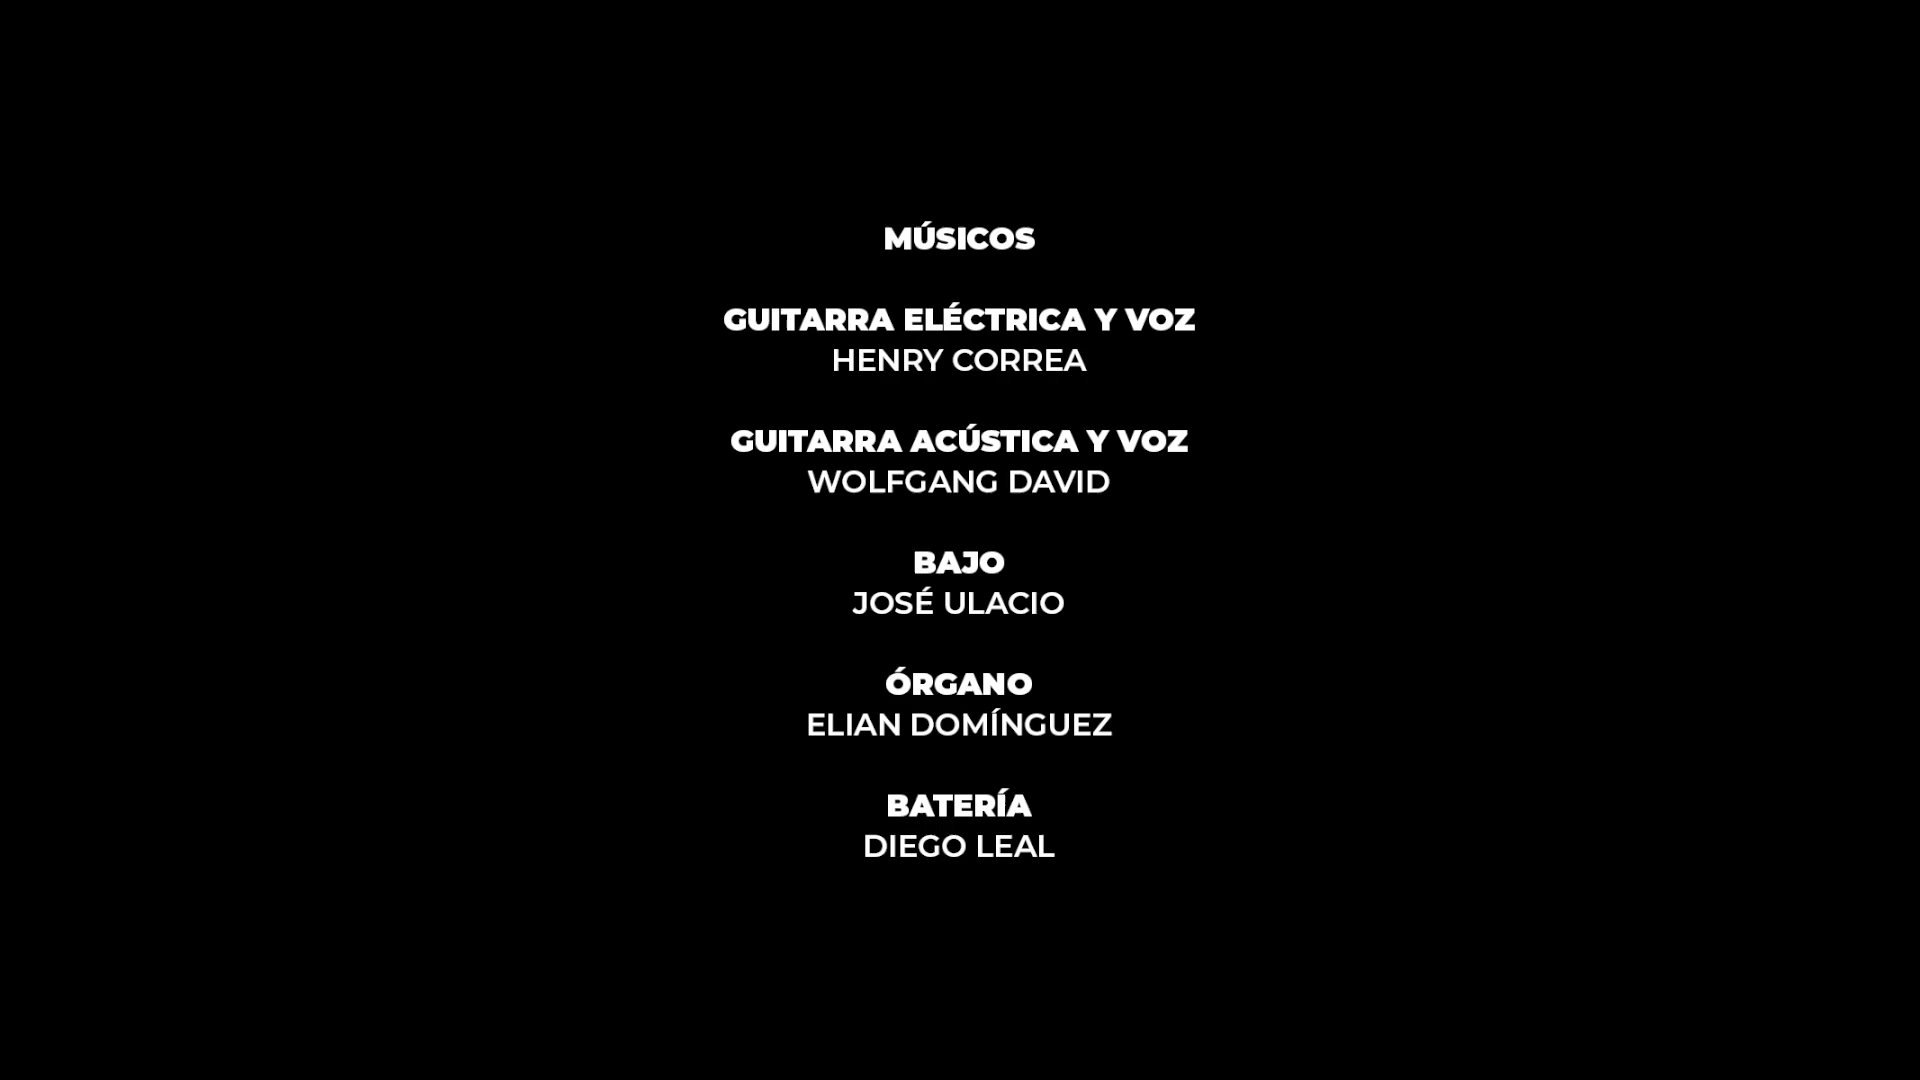 MÚSICOS
GUITARRA ELÉCTRICA Y VOZ
HENRY CORREA
GUITARRA ACÚSTICA Y VOZ
WOLFGANG DAVID
BAJO
JOSÉ ULACIO
ÓRGANO
ELIAN DOMÍNGUEZ
BATERÍA
DIEGO LEAL